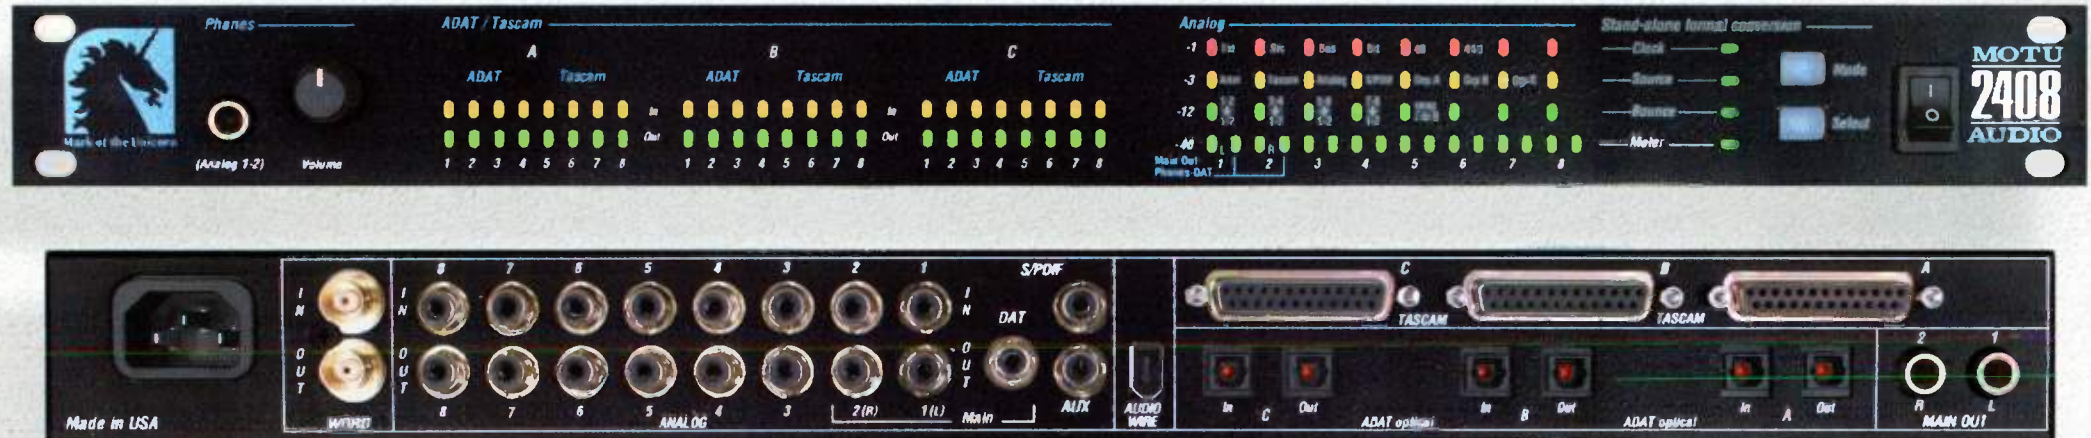 Phones
ADAT / Tascam
Analog
Stand-alone format conversion
A B C
ADAT Tascam ADAT Tascam ADAT Tascam
In In
Out Out
1 2 3 4 5 6 7 8 1 2 3 4 5 6 7 8 1 2 3 4 5 6 7 8
Mark of the Unicorn
(Analog 1-2)
Volume
-1
-3
-12
-40
L R
1 2 3 4 5 6 7 8
Main Out
Phones-DAT
Clock
Source
Bounce
Meter
Mode
Select
I
O
MOTU
2408
AUDIO
8 7 6 5 4 3 2 1 S/PDIF
IN IN IN
DAT
OUT OUT OUT
8 7 6 5 4 3 2(R) 1(L) Main AUX
Made in USA
WORD
ANALOG
AUDIO
WIRE
C B A
TASCAM TASCAM
In C Out ADAT optical In B Out ADAT optical In A Out
2 1
R L
MAIN OUT